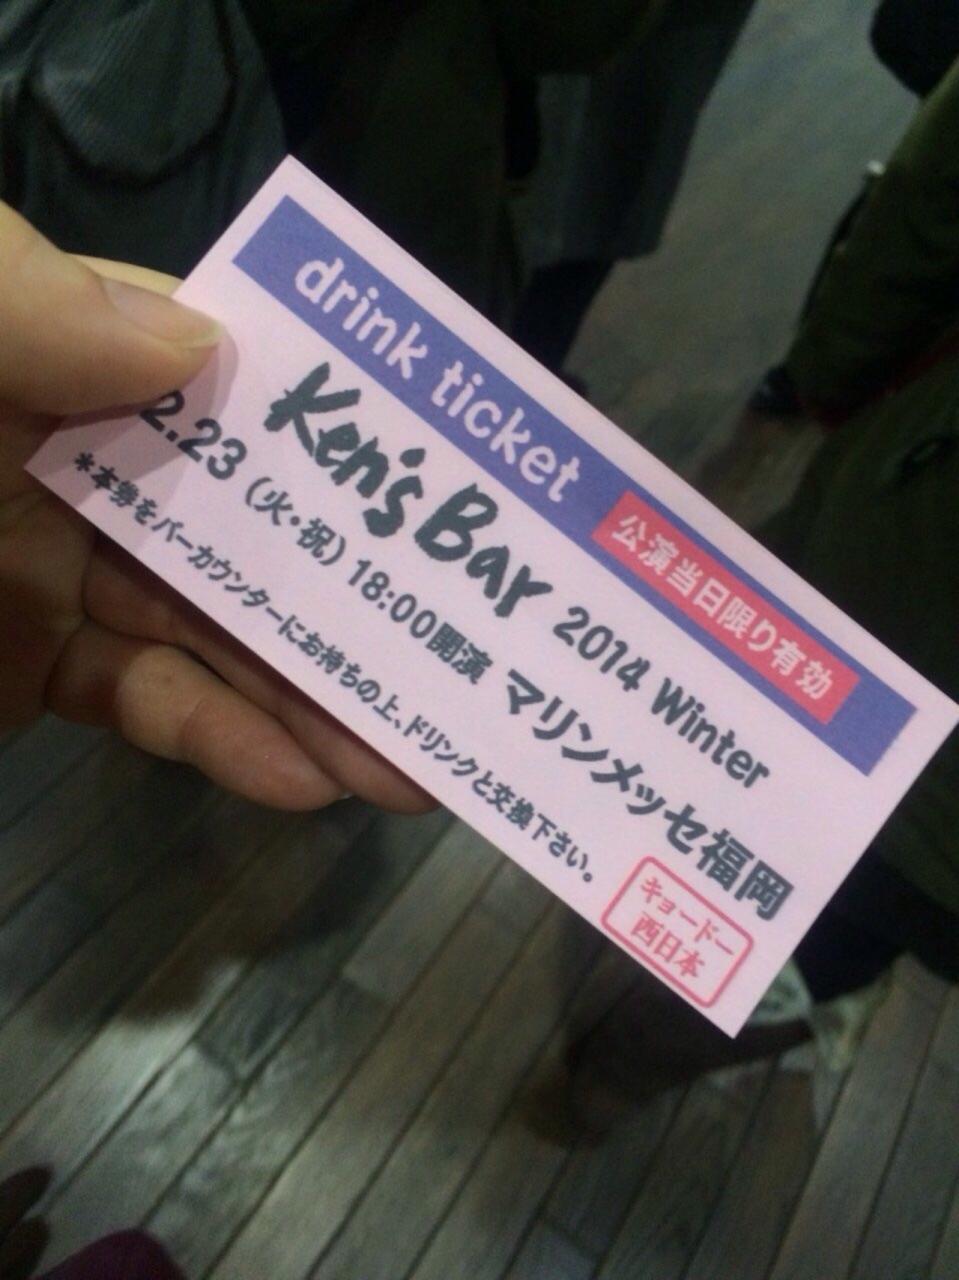 drink ticket 公演当日限り有効
Ken's Bar 2014 Winter
2.23 (火・祝) 18:00開演 マリンメッセ福岡
*本券をバーカウンターにお持ちの上、ドリンクと交換下さい。
キョードー
西日本